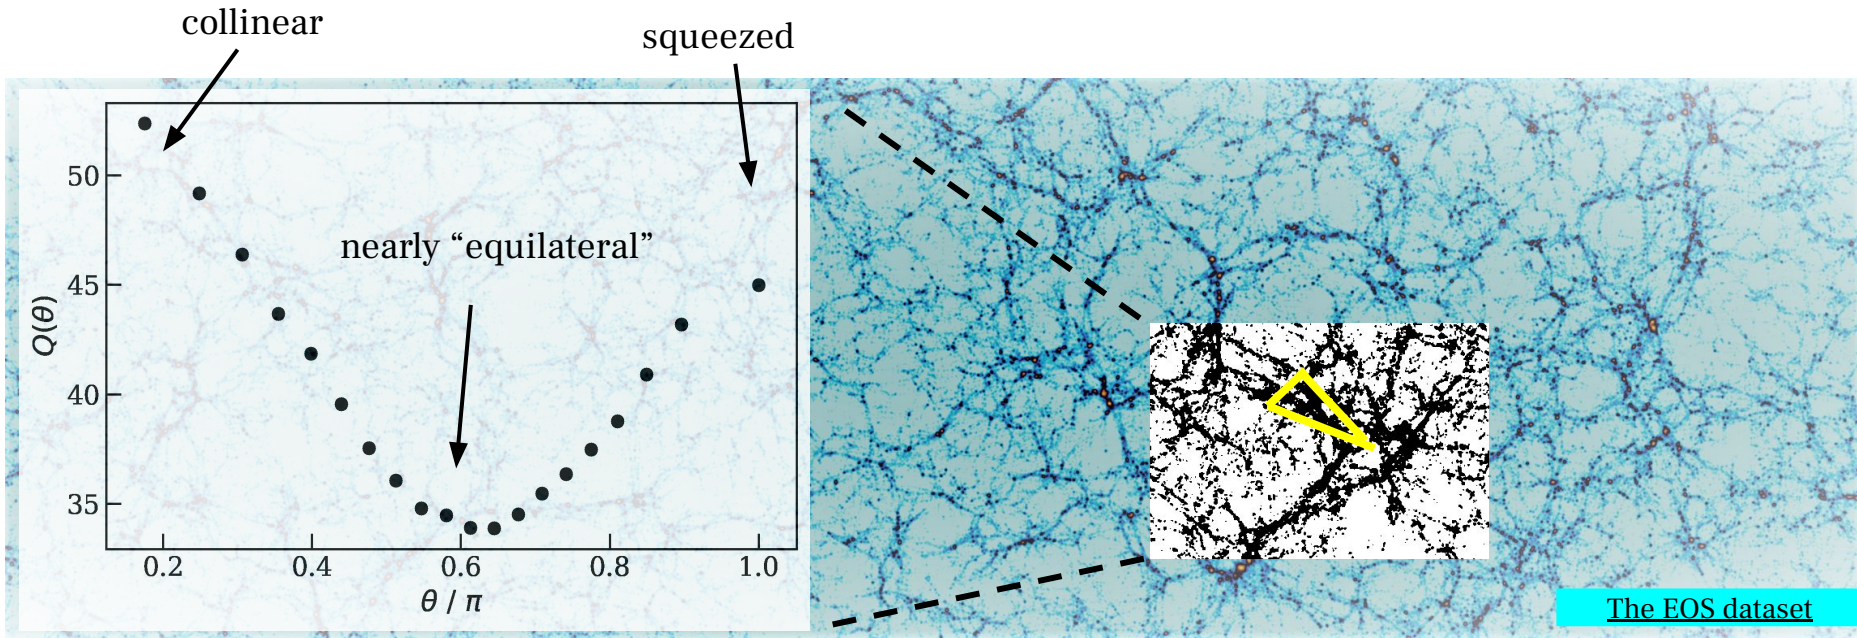 collinear
squeezed
nearly “equilateral”
50
45
40
35
Q(θ)
0.2 0.4 0.6 0.8 1.0
θ / π
The EOS dataset